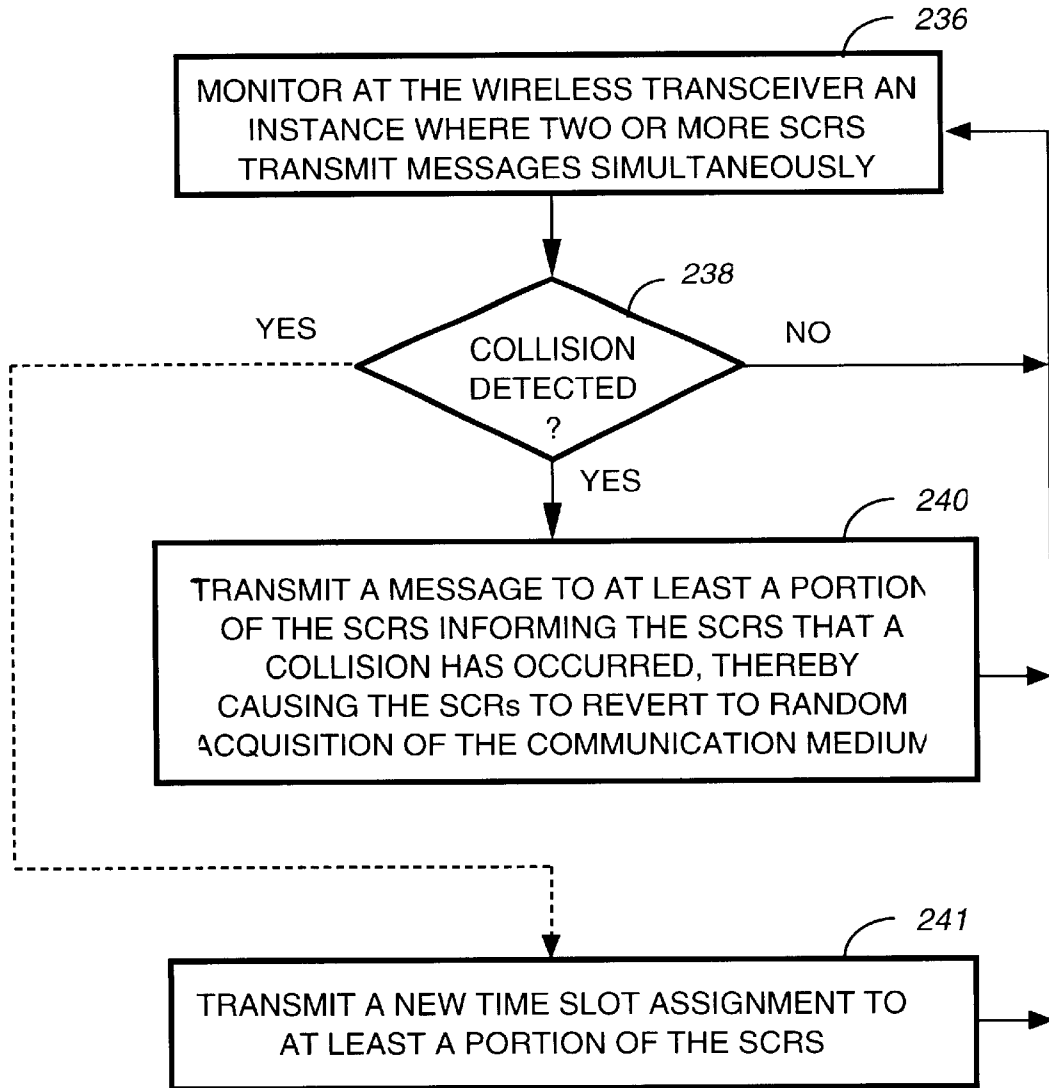 236
MONITOR AT THE WIRELESS TRANSCEIVER AN
INSTANCE WHERE TWO OR MORE SCRS
TRANSMIT MESSAGES SIMULTANEOUSLY
238
YES
COLLISION
DETECTED
?
NO
YES
240
TRANSMIT A MESSAGE TO AT LEAST A PORTION
OF THE SCRS INFORMING THE SCRS THAT A
COLLISION HAS OCCURRED, THEREBY
CAUSING THE SCRs TO REVERT TO RANDOM
ACQUISITION OF THE COMMUNICATION MEDIUM
241
TRANSMIT A NEW TIME SLOT ASSIGNMENT TO
AT LEAST A PORTION OF THE SCRS